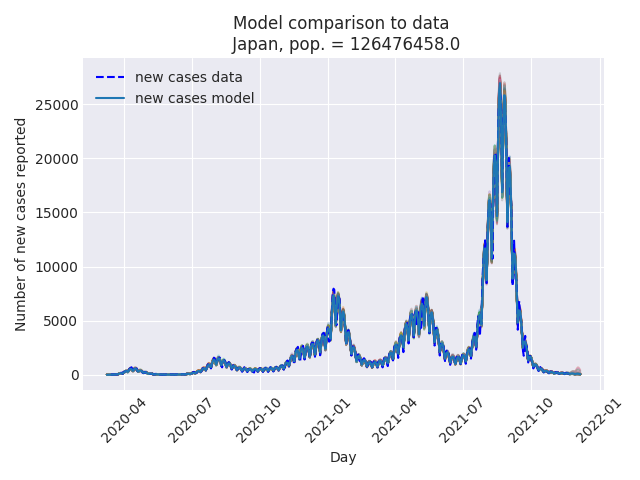 Model comparison to data
Japan, pop. = 126476458.0
new cases data
new cases model
Number of new cases reported
25000
20000
15000
10000
5000
0
2020-04
2020-07
2020-10
2021-01
2021-04
2021-07
2021-10
2022-01
Day